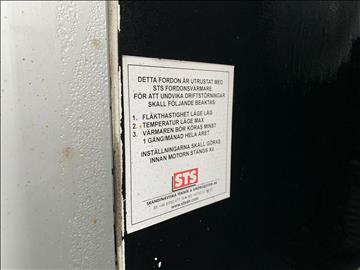 DETTA FORDON ÄR UTRUSTAT MED
STS FORDONSVÄRMARE
FÖR ATT UNDVIKA DRIFTSTÖRNINGAR
SKALL FÖLJANDE BEAKTAS:
1. FLÄKTHASTIGHET LÄGE LÅG
2. TEMPERATUR LÄGE MAX
3. VÄRMAREN BÖR KÖRAS MINST
1 GÅNG/MÅNAD HELA ÅRET
INSTÄLLNINGARNA SKALL GÖRAS
INNAN MOTORN STÄNGS AV.
STS
SKANDINAVISKA TEKNIK &